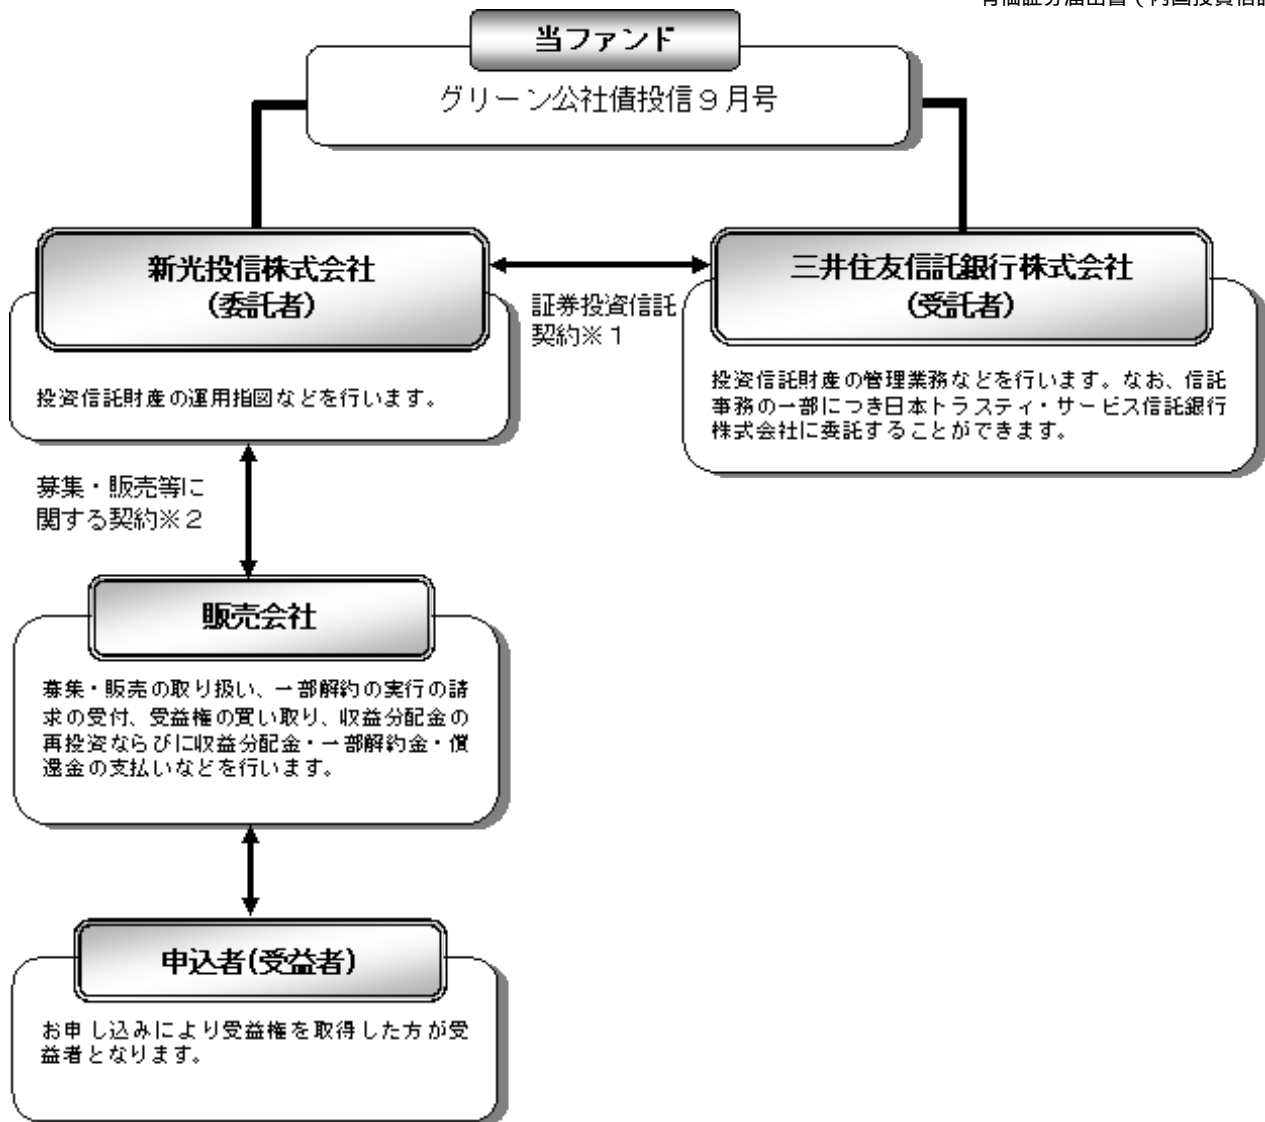 当ファンド
グリーン公社債投信９月号
新光投信株式会社
(委託者)
投資信託財産の運用指図などを行います。
証券投資信託
契約※１
三井住友信託銀行株式会社
(受託者)
投資信託財産の管理業務などを行います。なお、信託
事務の一部につき日本トラスティ・サービス信託銀行
株式会社に委託することができます。
募集・販売等に
関する契約※２
販売会社
募集・販売の取り扱い、一部解約の実行の請
求の受付、受益権の買い取り、収益分配金の
再投資ならびに収益分配金・一部解約金・償
還金の支払いなどを行います。
申込者(受益者)
お申し込みにより受益権を取得した方が受
益者となります。